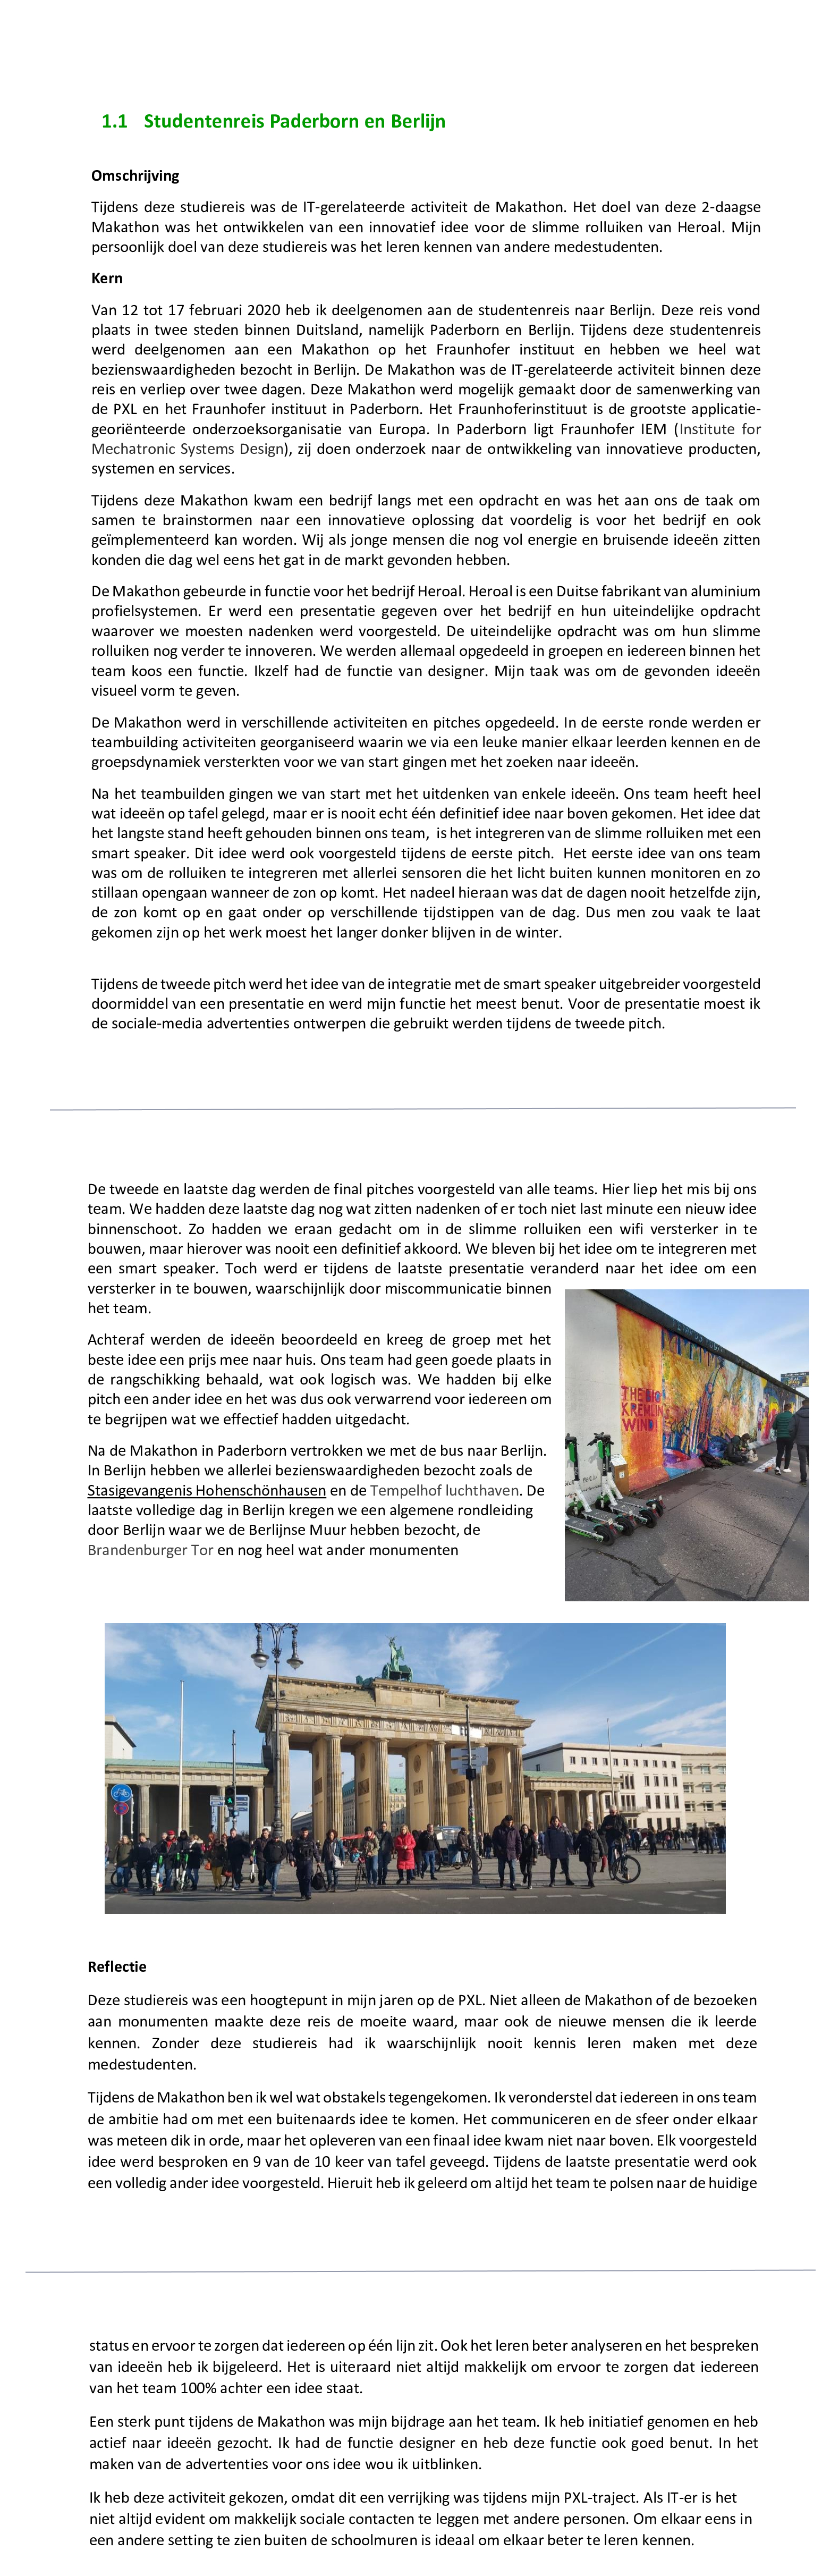 1.1 Studentenreis Paderborn en Berlijn
Omschrijving
Tijdens deze studiereis was de IT-gerelateerde activiteit de Makathon. Het doel van deze 2-daagse
Makathon was het ontwikkelen van een innovatief idee voor de slimme rolluiken van Heroal. Mijn
persoonlijk doel van deze studiereis was het leren kennen van andere medestudenten.
Kern
Van 12 tot 17 februari 2020 heb ik deelgenomen aan de studentenreis naar Berlijn. Deze reis vond
plaats in twee steden binnen Duitsland, namelijk Paderborn en Berlijn. Tijdens deze studentenreis
werd deelgenomen aan een Makathon op het Fraunhofer instituut en hebben we heel wat
bezienswaardigheden bezocht in Berlijn. De Makathon was de IT-gerelateerde activiteit binnen deze
reis en verliep over twee dagen. Deze Makathon werd mogelijk gemaakt door de samenwerking van
de PXL en het Fraunhofer instituut in Paderborn. Het Fraunhoferinstituut is de grootste applicatie-
georiënteerde onderzoeksorganisatie van Europa. In Paderborn ligt Fraunhofer IEM (Institute for
Mechatronic Systems Design), zij doen onderzoek naar de ontwikkeling van innovatieve producten,
systemen en services.
Tijdens deze Makathon kwam een bedrijf langs met een opdracht en was het aan ons de taak om
samen te brainstormen naar een innovatieve oplossing dat voordelig is voor het bedrijf en ook
geïmplementeerd kan worden. Wij als jonge mensen die nog vol energie en bruisende ideeën zitten
konden die dag wel eens het gat in de markt gevonden hebben.
De Makathon gebeurde in functie voor het bedrijf Heroal. Heroal is een Duitse fabrikant van aluminium
profielsystemen. Er werd een presentatie gegeven over het bedrijf en hun uiteindelijke opdracht
waarover we moesten nadenken werd voorgesteld. De uiteindelijke opdracht was om hun slimme
rolluiken nog verder te innoveren. We werden allemaal opgedeeld in groepen en iedereen binnen het
team koos een functie. Ikzelf had de functie van designer. Mijn taak was om de gevonden ideeën
visueel vorm te geven.
De Makathon werd in verschillende activiteiten en pitches opgedeeld. In de eerste ronde werden er
teambuilding activiteiten georganiseerd waarin we via een leuke manier elkaar leerden kennen en de
groepsdynamiek versterkten voor we van start gingen met het zoeken naar ideeën.
Na het teambuilden gingen we van start met het uitdenken van enkele ideeën. Ons team heeft heel
wat ideeën op tafel gelegd, maar er is nooit echt één definitief idee naar boven gekomen. Het idee dat
het langste stand heeft gehouden binnen ons team, is het integreren van de slimme rolluiken met een
smart speaker. Dit idee werd ook voorgesteld tijdens de eerste pitch. Het eerste idee van ons team
was om de rolluiken te integreren met allerlei sensoren die het licht buiten kunnen monitoren en zo
stillaan opengaan wanneer de zon op komt. Het nadeel hieraan was dat de dagen nooit hetzelfde zijn,
de zon komt op en gaat onder op verschillende tijdstippen van de dag. Dus men zou vaak te laat
gekomen zijn op het werk moest het langer donker blijven in de winter.
Tijdens de tweede pitch werd het idee van de integratie met de smart speaker uitgebreider voorgesteld
doormiddel van een presentatie en werd mijn functie het meest benut. Voor de presentatie moest ik
de sociale-media advertenties ontwerpen die gebruikt werden tijdens de tweede pitch.
De tweede en laatste dag werden de final pitches voorgesteld van alle teams. Hier liep het mis bij ons
team. We hadden deze laatste dag nog wat zitten nadenken of er toch niet last minute een nieuw idee
binnenschoot. Zo hadden we eraan gedacht om in de slimme rolluiken een wifi versterker in te
bouwen, maar hierover was nooit een definitief akkoord. We bleven bij het idee om te integreren met
een smart speaker. Toch werd er tijdens de laatste presentatie veranderd naar het idee om een
versterker in te bouwen, waarschijnlijk door miscommunicatie binnen
het team.
Achteraf werden de ideeën beoordeeld en kreeg de groep met het
beste idee een prijs mee naar huis. Ons team had geen goede plaats in
de rangschikking behaald, wat ook logisch was. We hadden bij elke
pitch een ander idee en het was dus ook verwarrend voor iedereen om
te begrijpen wat we effectief hadden uitgedacht.
Na de Makathon in Paderborn vertrokken we met de bus naar Berlijn.
In Berlijn hebben we allerlei bezienswaardigheden bezocht zoals de
Stasigevangenis Hohenschönhausen en de Tempelhof luchthaven. De
laatste volledige dag in Berlijn kregen we een algemene rondleiding
door Berlijn waar we de Berlijnse Muur hebben bezocht, de
Brandenburger Tor en nog heel wat ander monumenten
THE BIG
KREMLIN
WIND!
Reflectie
Deze studiereis was een hoogtepunt in mijn jaren op de PXL. Niet alleen de Makathon of de bezoeken
aan monumenten maakte deze reis de moeite waard, maar ook de nieuwe mensen die ik leerde
kennen. Zonder deze studiereis had ik waarschijnlijk nooit kennis leren maken met deze
medestudenten.
Tijdens de Makathon ben ik wel wat obstakels tegengekomen. Ik veronderstel dat iedereen in ons team
de ambitie had om met een buitenaards idee te komen. Het communiceren en de sfeer onder elkaar
was meteen dik in orde, maar het opleveren van een finaal idee kwam niet naar boven. Elk voorgesteld
idee werd besproken en 9 van de 10 keer van tafel geveegd. Tijdens de laatste presentatie werd ook
een volledig ander idee voorgesteld. Hieruit heb ik geleerd om altijd het team te polsen naar de huidige
status en ervoor te zorgen dat iedereen op één lijn zit. Ook het leren beter analyseren en het bespreken
van ideeën heb ik bijgeleerd. Het is uiteraard niet altijd makkelijk om ervoor te zorgen dat iedereen
van het team 100% achter een idee staat.
Een sterk punt tijdens de Makathon was mijn bijdrage aan het team. Ik heb initiatief genomen en heb
actief naar ideeën gezocht. Ik had de functie designer en heb deze functie ook goed benut. In het
maken van de advertenties voor ons idee wou ik uitblinken.
Ik heb deze activiteit gekozen, omdat dit een verrijking was tijdens mijn PXL-traject. Als IT-er is het
niet altijd evident om makkelijk sociale contacten te leggen met andere personen. Om elkaar eens in
een andere setting te zien buiten de schoolmuren is ideaal om elkaar beter te leren kennen.